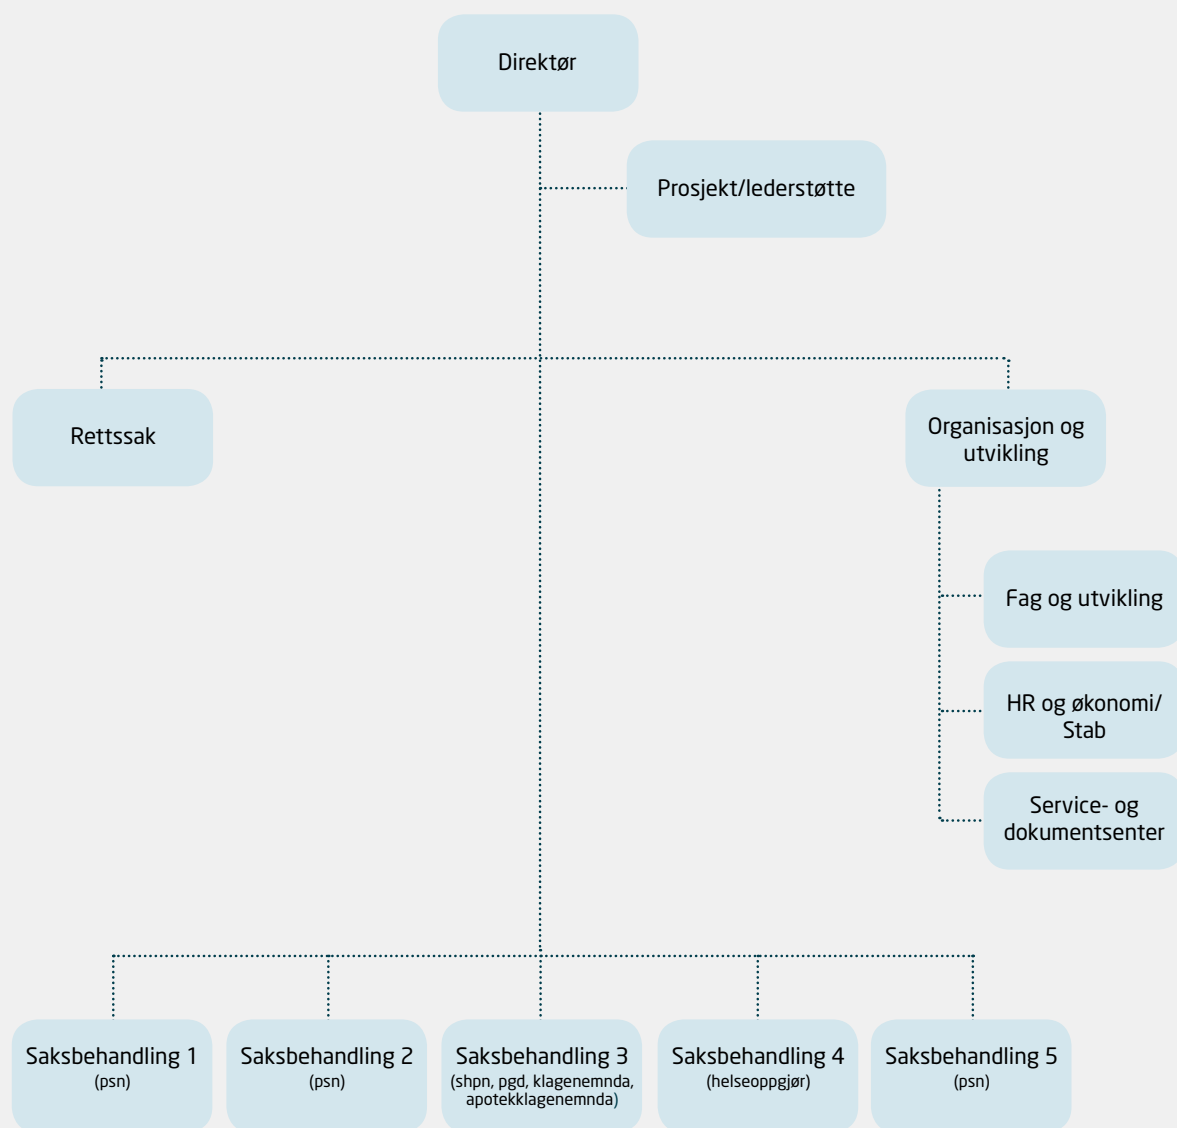 Direktør
Prosjekt/lederstøtte
Rettssak
Organisasjon og
utvikling
Fag og utvikling
HR og økonomi/
Stab
Service- og
dokumentsenter
Saksbehandling 1
(psn)
Saksbehandling 2
(psn)
Saksbehandling 3
(shpn, pgd, klagenemnda,
apotekklagenemnda)
Saksbehandling 4
(helseoppgjør)
Saksbehandling 5
(psn)